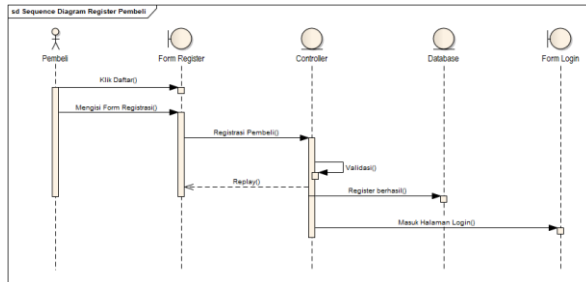 sd Sequence Diagram Register Pembeli
Pembeli
Form Register
Controller
Database
Form Login
Klik Daftar()
Mengisi Form Registrasi()
Registrasi Pembeli()
Validasi()
Replay()
Register berhasil()
Masuk Halaman Login()